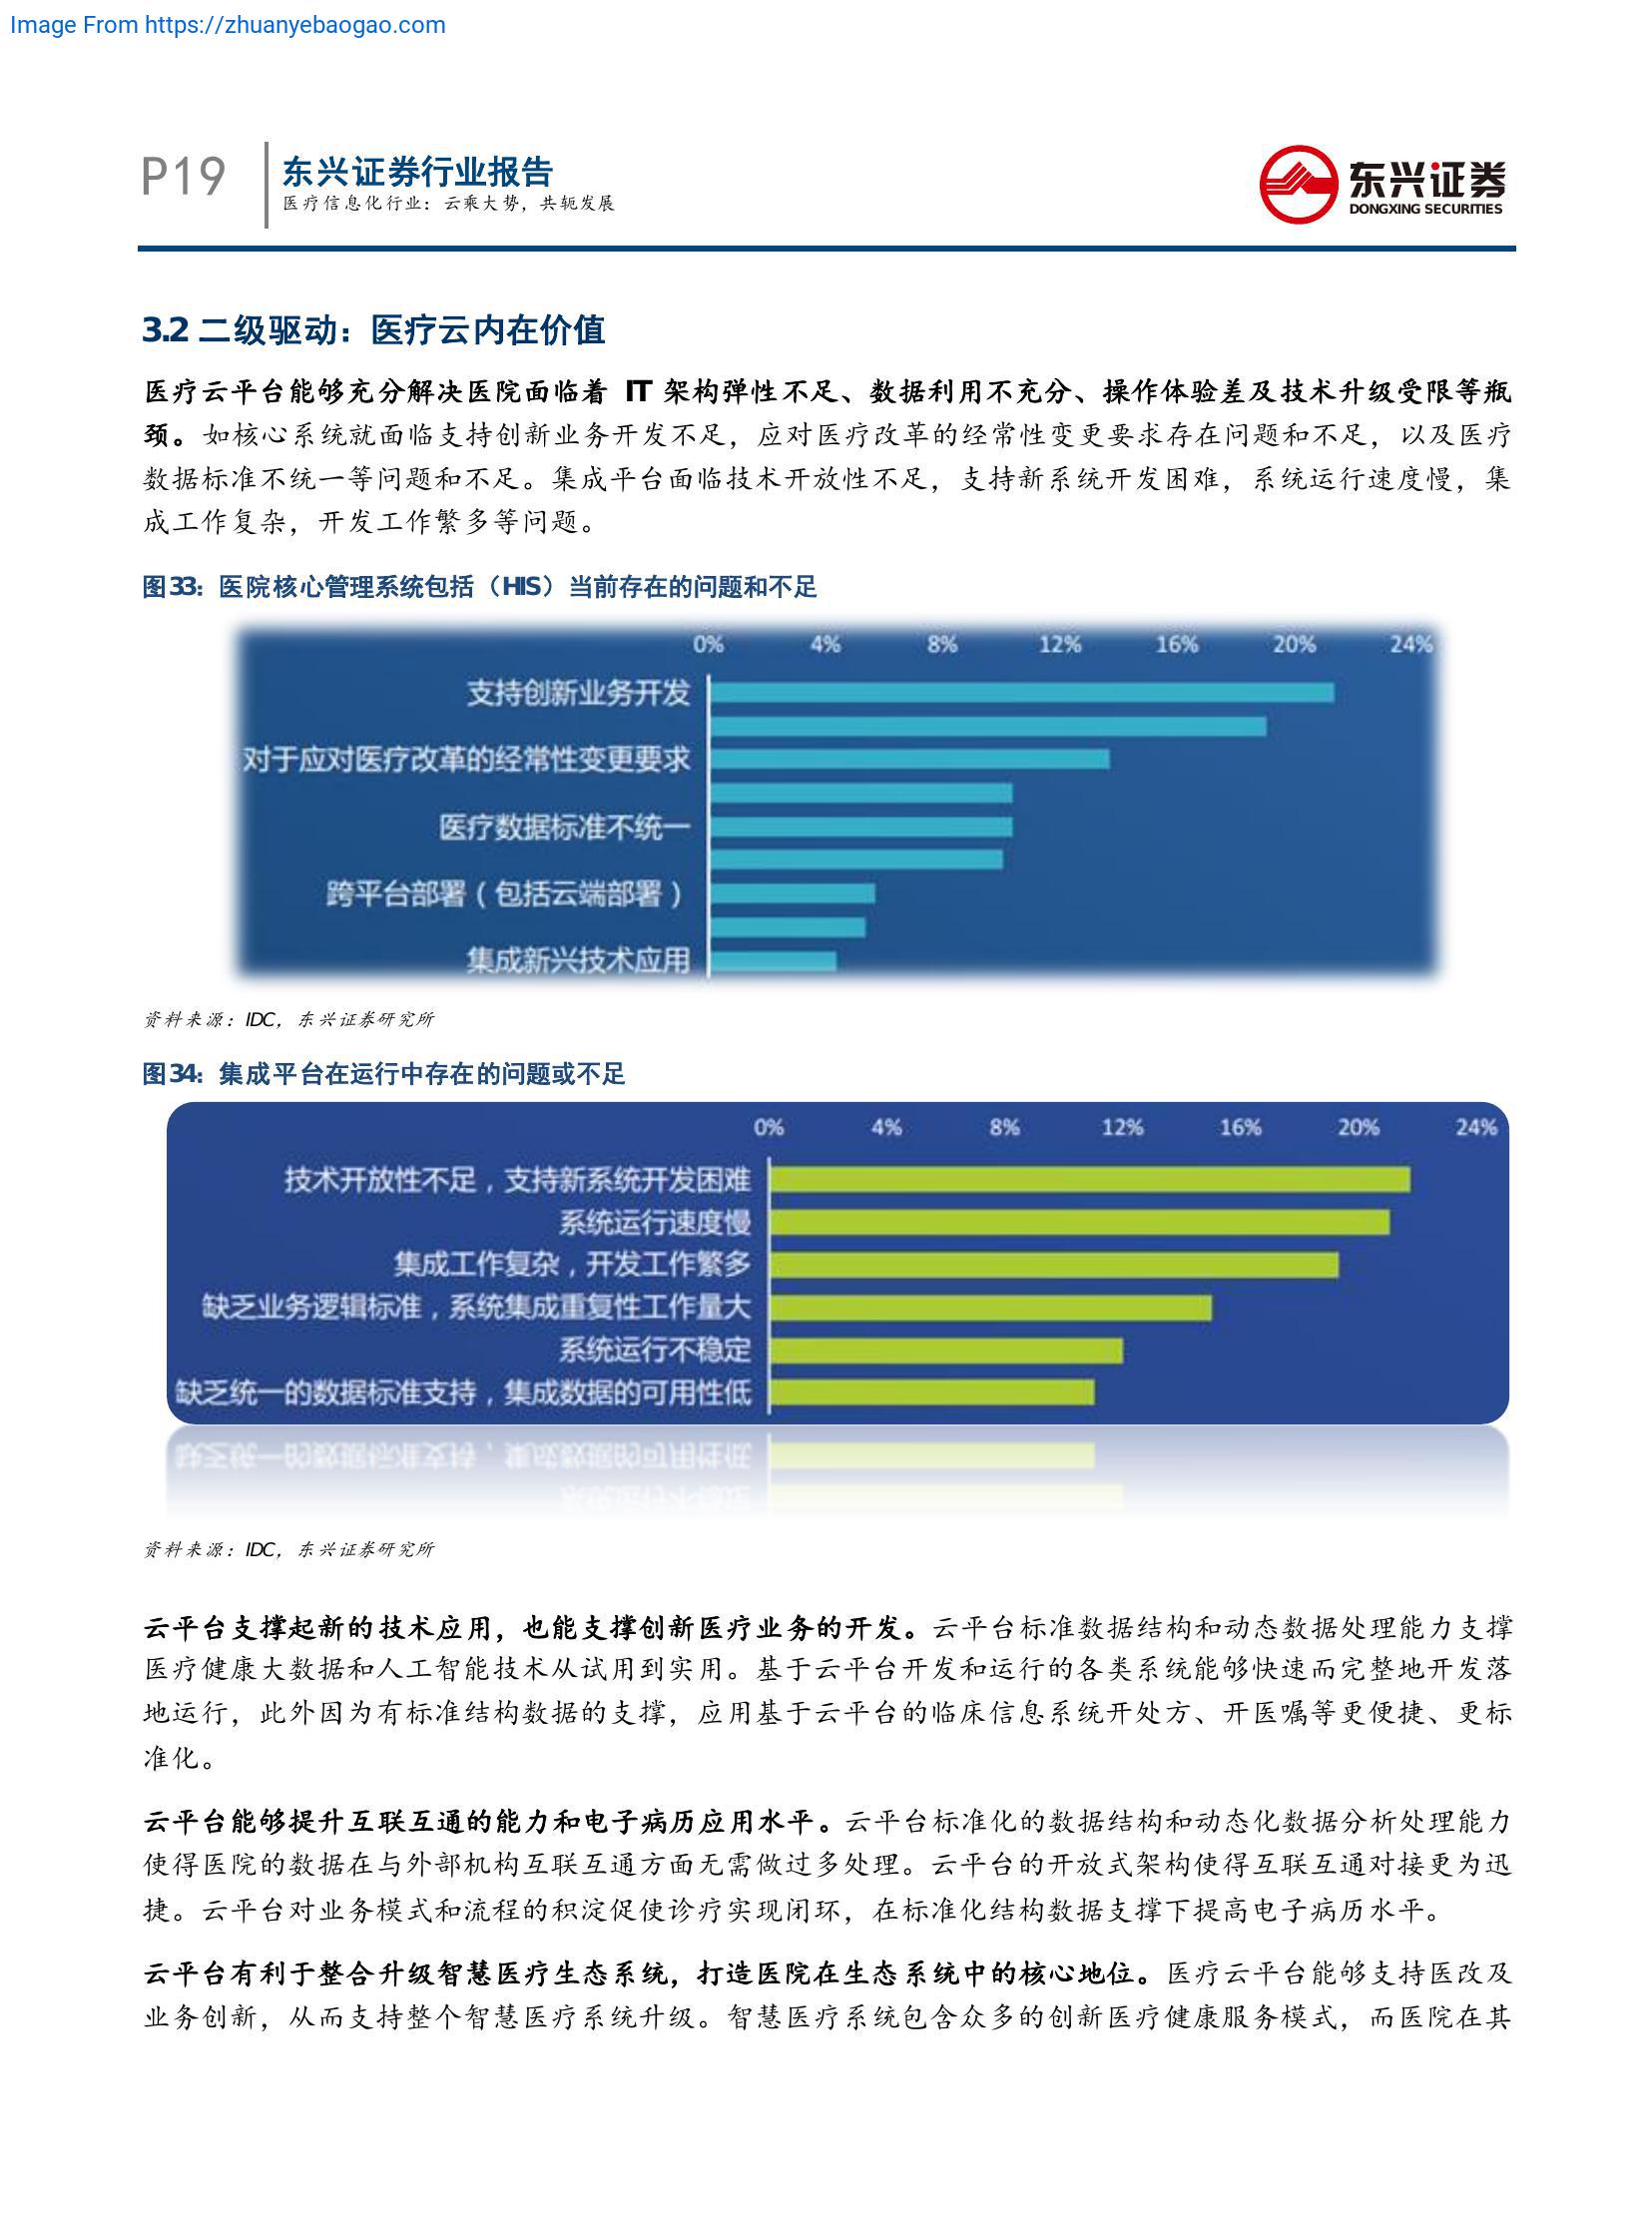 Image From https://zhuanyebaogao.com
P19
东兴证券行业报告
医疗信息化行业：云乘大势，共轭发展
东兴证券
DONGXING SECURITIES
3.2 二级驱动：医疗云内在价值
医疗云平台能够充分解决医院面临着 IT 架构弹性不足、数据利用不充分、操作体验差及技术升级受限等瓶
颈。如核心系统就面临支持创新业务开发不足，应对医疗改革的经常性变更要求存在问题和不足，以及医疗
数据标准不统一等问题和不足。集成平台面临技术开放性不足，支持新系统开发困难，系统运行速度慢，集
成工作复杂，开发工作繁多等问题。
图33：医院核心管理系统包括（HIS）当前存在的问题和不足
0% 4% 8% 12% 16% 20% 24%
支持创新业务开发
对于应对医疗改革的经常性变更要求
医疗数据标准不统一
跨平台部署（包括云端部署）
集成新兴技术应用
资料来源：IDC，东兴证券研究所
图34：集成平台在运行中存在的问题或不足
0% 4% 8% 12% 16% 20% 24%
技术开放性不足，支持新系统开发困难
系统运行速度慢
集成工作复杂，开发工作繁多
缺乏业务逻辑标准，系统集成重复性工作量大
系统运行不稳定
缺乏统一的数据标准支持，集成数据的可用性低
资料来源：IDC，东兴证券研究所
云平台支撑起新的技术应用，也能支撑创新医疗业务的开发。云平台标准数据结构和动态数据处理能力支撑
医疗健康大数据和人工智能技术从试用到实用。基于云平台开发和运行的各类系统能够快速而完整地开发落
地运行，此外因为有标准结构数据的支撑，应用基于云平台的临床信息系统开处方、开医嘱等更便捷、更标
准化。
云平台能够提升互联互通的能力和电子病历应用水平。云平台标准化的数据结构和动态化数据分析处理能力
使得医院的数据在与外部机构互联互通方面无需做过多处理。云平台的开放式架构使得互联互通对接更为迅
捷。云平台对业务模式和流程的积淀促使诊疗实现闭环，在标准化结构数据支撑下提高电子病历水平。
云平台有利于整合升级智慧医疗生态系统，打造医院在生态系统中的核心地位。医疗云平台能够支持医改及
业务创新，从而支持整个智慧医疗系统升级。智慧医疗系统包含众多的创新医疗健康服务模式，而医院在其